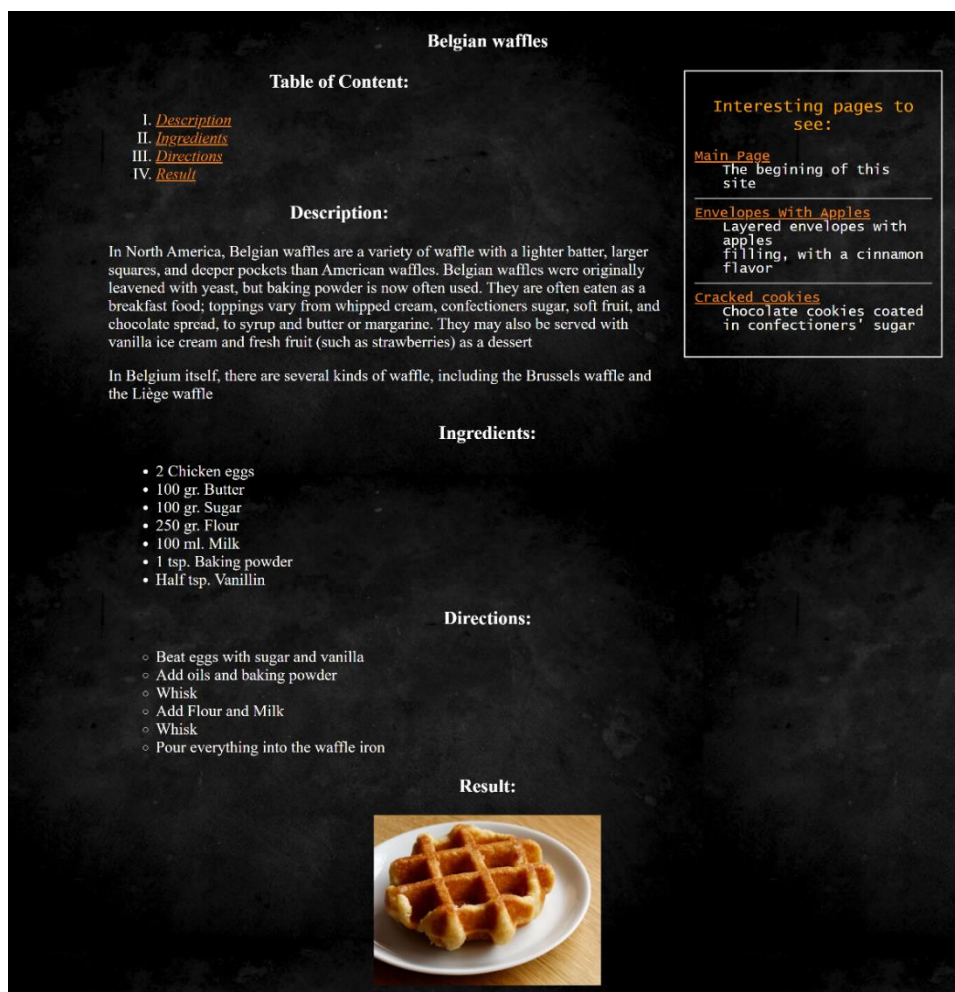 Belgian waffles
Table of Content:
I. Description
II. Ingredients
III. Directions
IV. Result
Interesting pages to
see:
Main Page
The begining of this
site
Envelopes With Apples
Layered envelopes with
apples
filling, with a cinnamon
flavor
Cracked cookies
Chocolate cookies coated
in confectioners' sugar
Description:
In North America, Belgian waffles are a variety of waffle with a lighter batter, larger
squares, and deeper pockets than American waffles. Belgian waffles were originally
leavened with yeast, but baking powder is now often used. They are often eaten as a
breakfast food; toppings vary from whipped cream, confectioners sugar, soft fruit, and
chocolate spread, to syrup and butter or margarine. They may also be served with
vanilla ice cream and fresh fruit (such as strawberries) as a dessert
In Belgium itself, there are several kinds of waffle, including the Brussels waffle and
the Liège waffle
Ingredients:
• 2 Chicken eggs
• 100 gr. Butter
• 100 gr. Sugar
• 250 gr. Flour
• 100 ml. Milk
• 1 tsp. Baking powder
• Half tsp. Vanillin
Directions:
◦ Beat eggs with sugar and vanilla
◦ Add oils and baking powder
◦ Whisk
◦ Add Flour and Milk
◦ Whisk
◦ Pour everything into the waffle iron
Result: